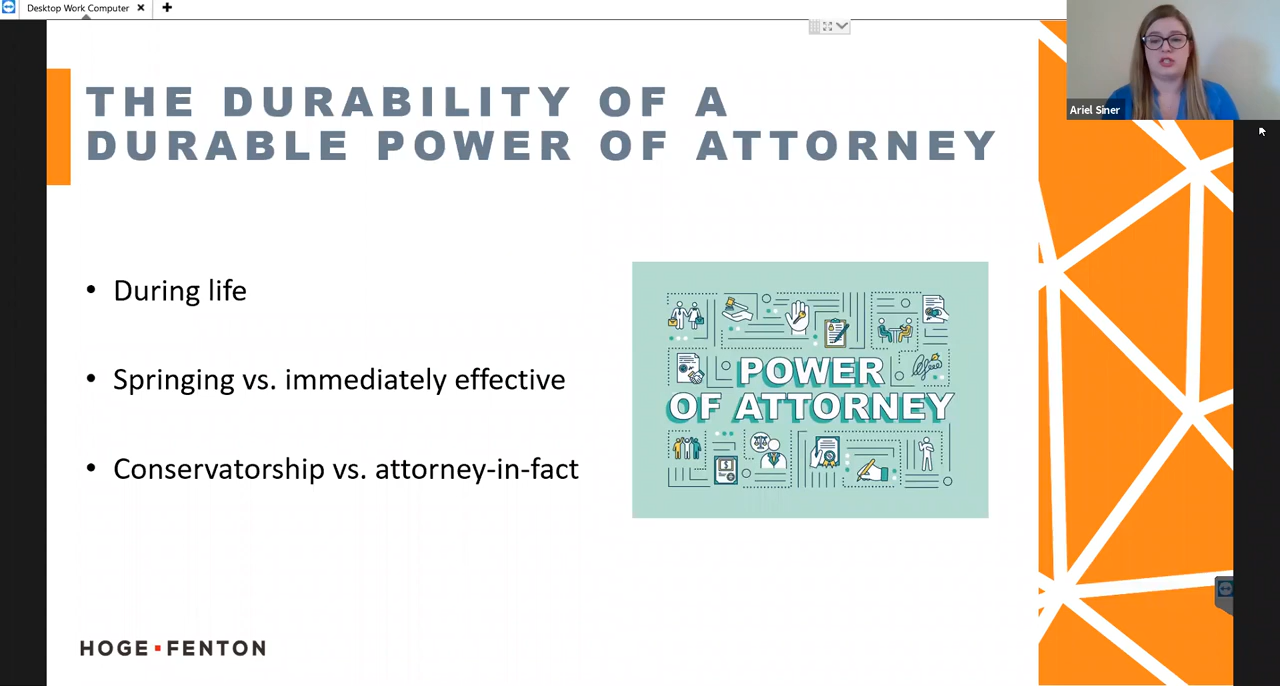 Desktop Work Computer
THE DURABILITY OF A
DURABLE POWER OF ATTORNEY
Ariel Siner
• During life
• Springing vs. immediately effective
• Conservatorship vs. attorney-in-fact
POWER
OF ATTORNEY
HOGE FENTON